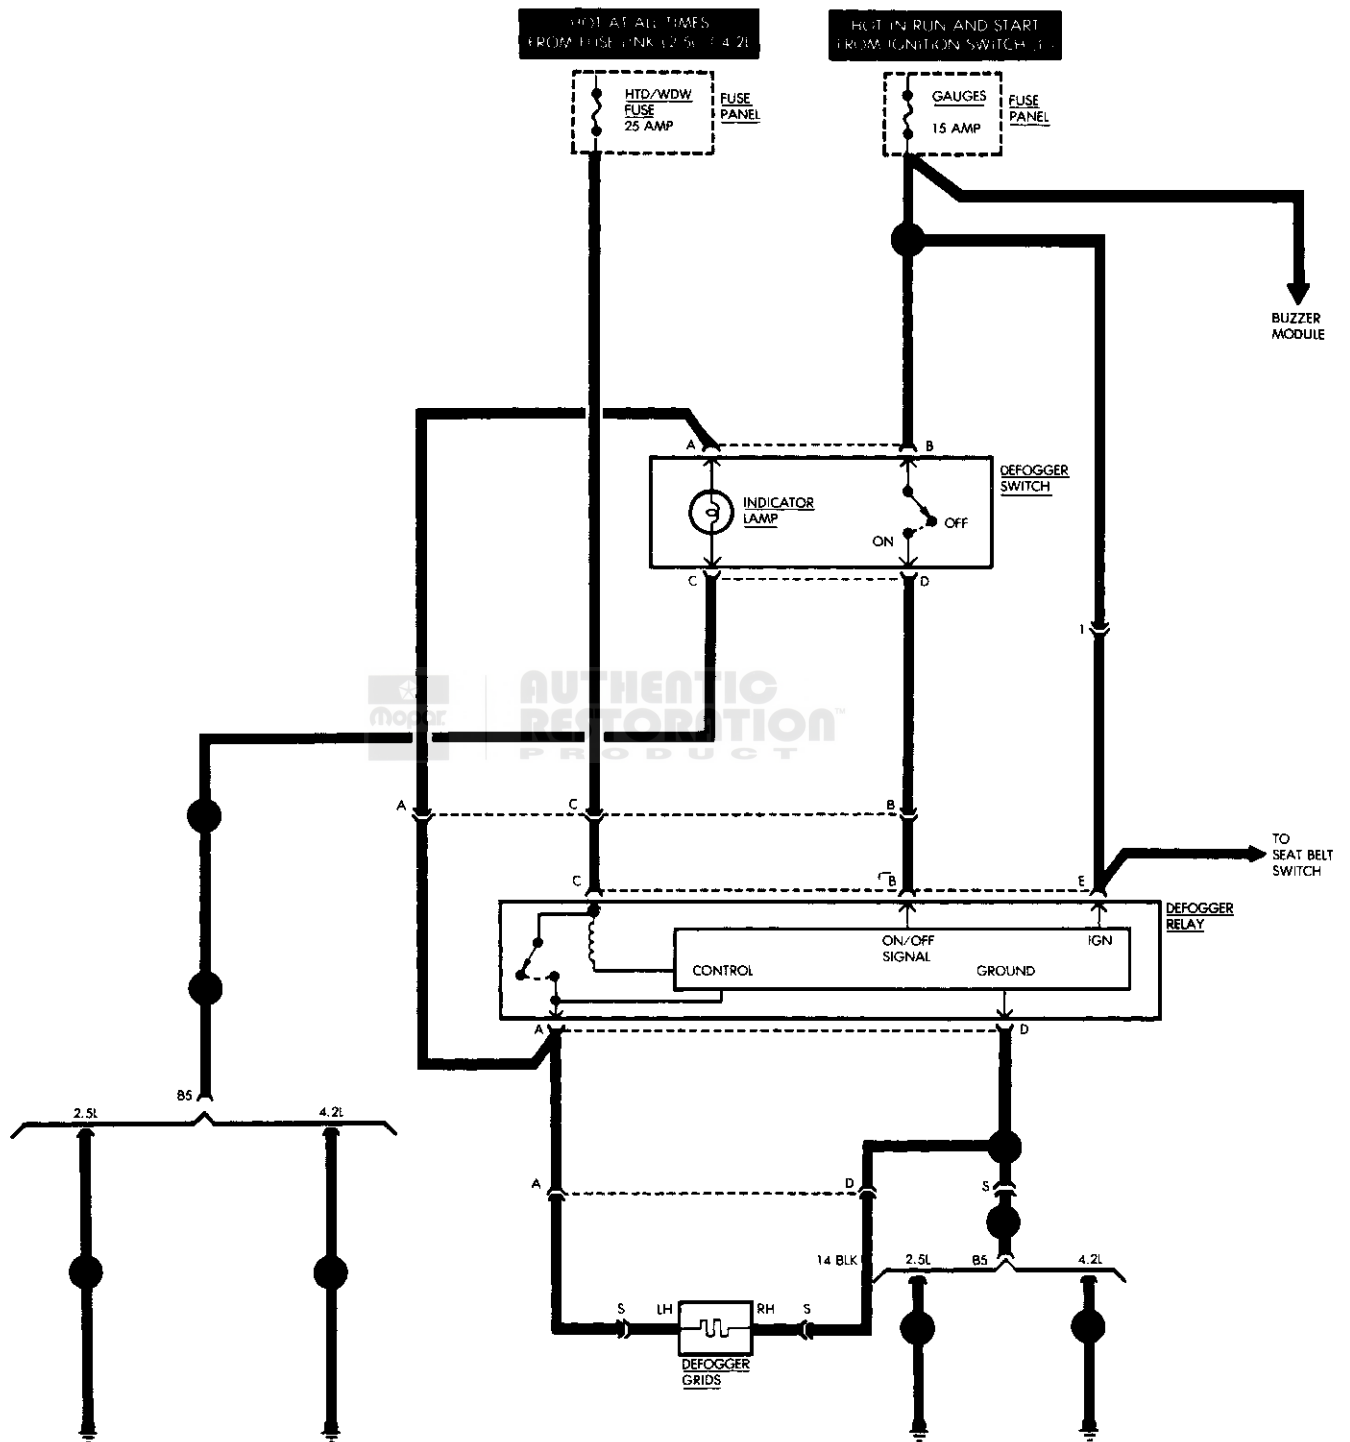 HOT AT ALL TIMES
FROM FUSE LINK (2.5L / 4.2L
HOT IN RUN AND START
FROM IGNITION SWITCH
HTD/WDW
FUSE
25 AMP
FUSE
PANEL
GAUGES
15 AMP
FUSE
PANEL
BUZZER
MODULE
A
B
DEFOGGER
SWITCH
INDICATOR
LAMP
OFF
ON
C
D
1
Mopar
AUTHENTIC
RESTORATION™
PRODUCT
A
C
B
TO
SEAT BELT
SWITCH
C
B
E
DEFOGGER
RELAY
ON/OFF
SIGNAL
IGN
CONTROL
GROUND
A
D
B5
2.5L
4.2L
A
D
S
14 BLK
2.5L
B5
4.2L
S
LH
RH
S
DEFOGGER
GRIDS